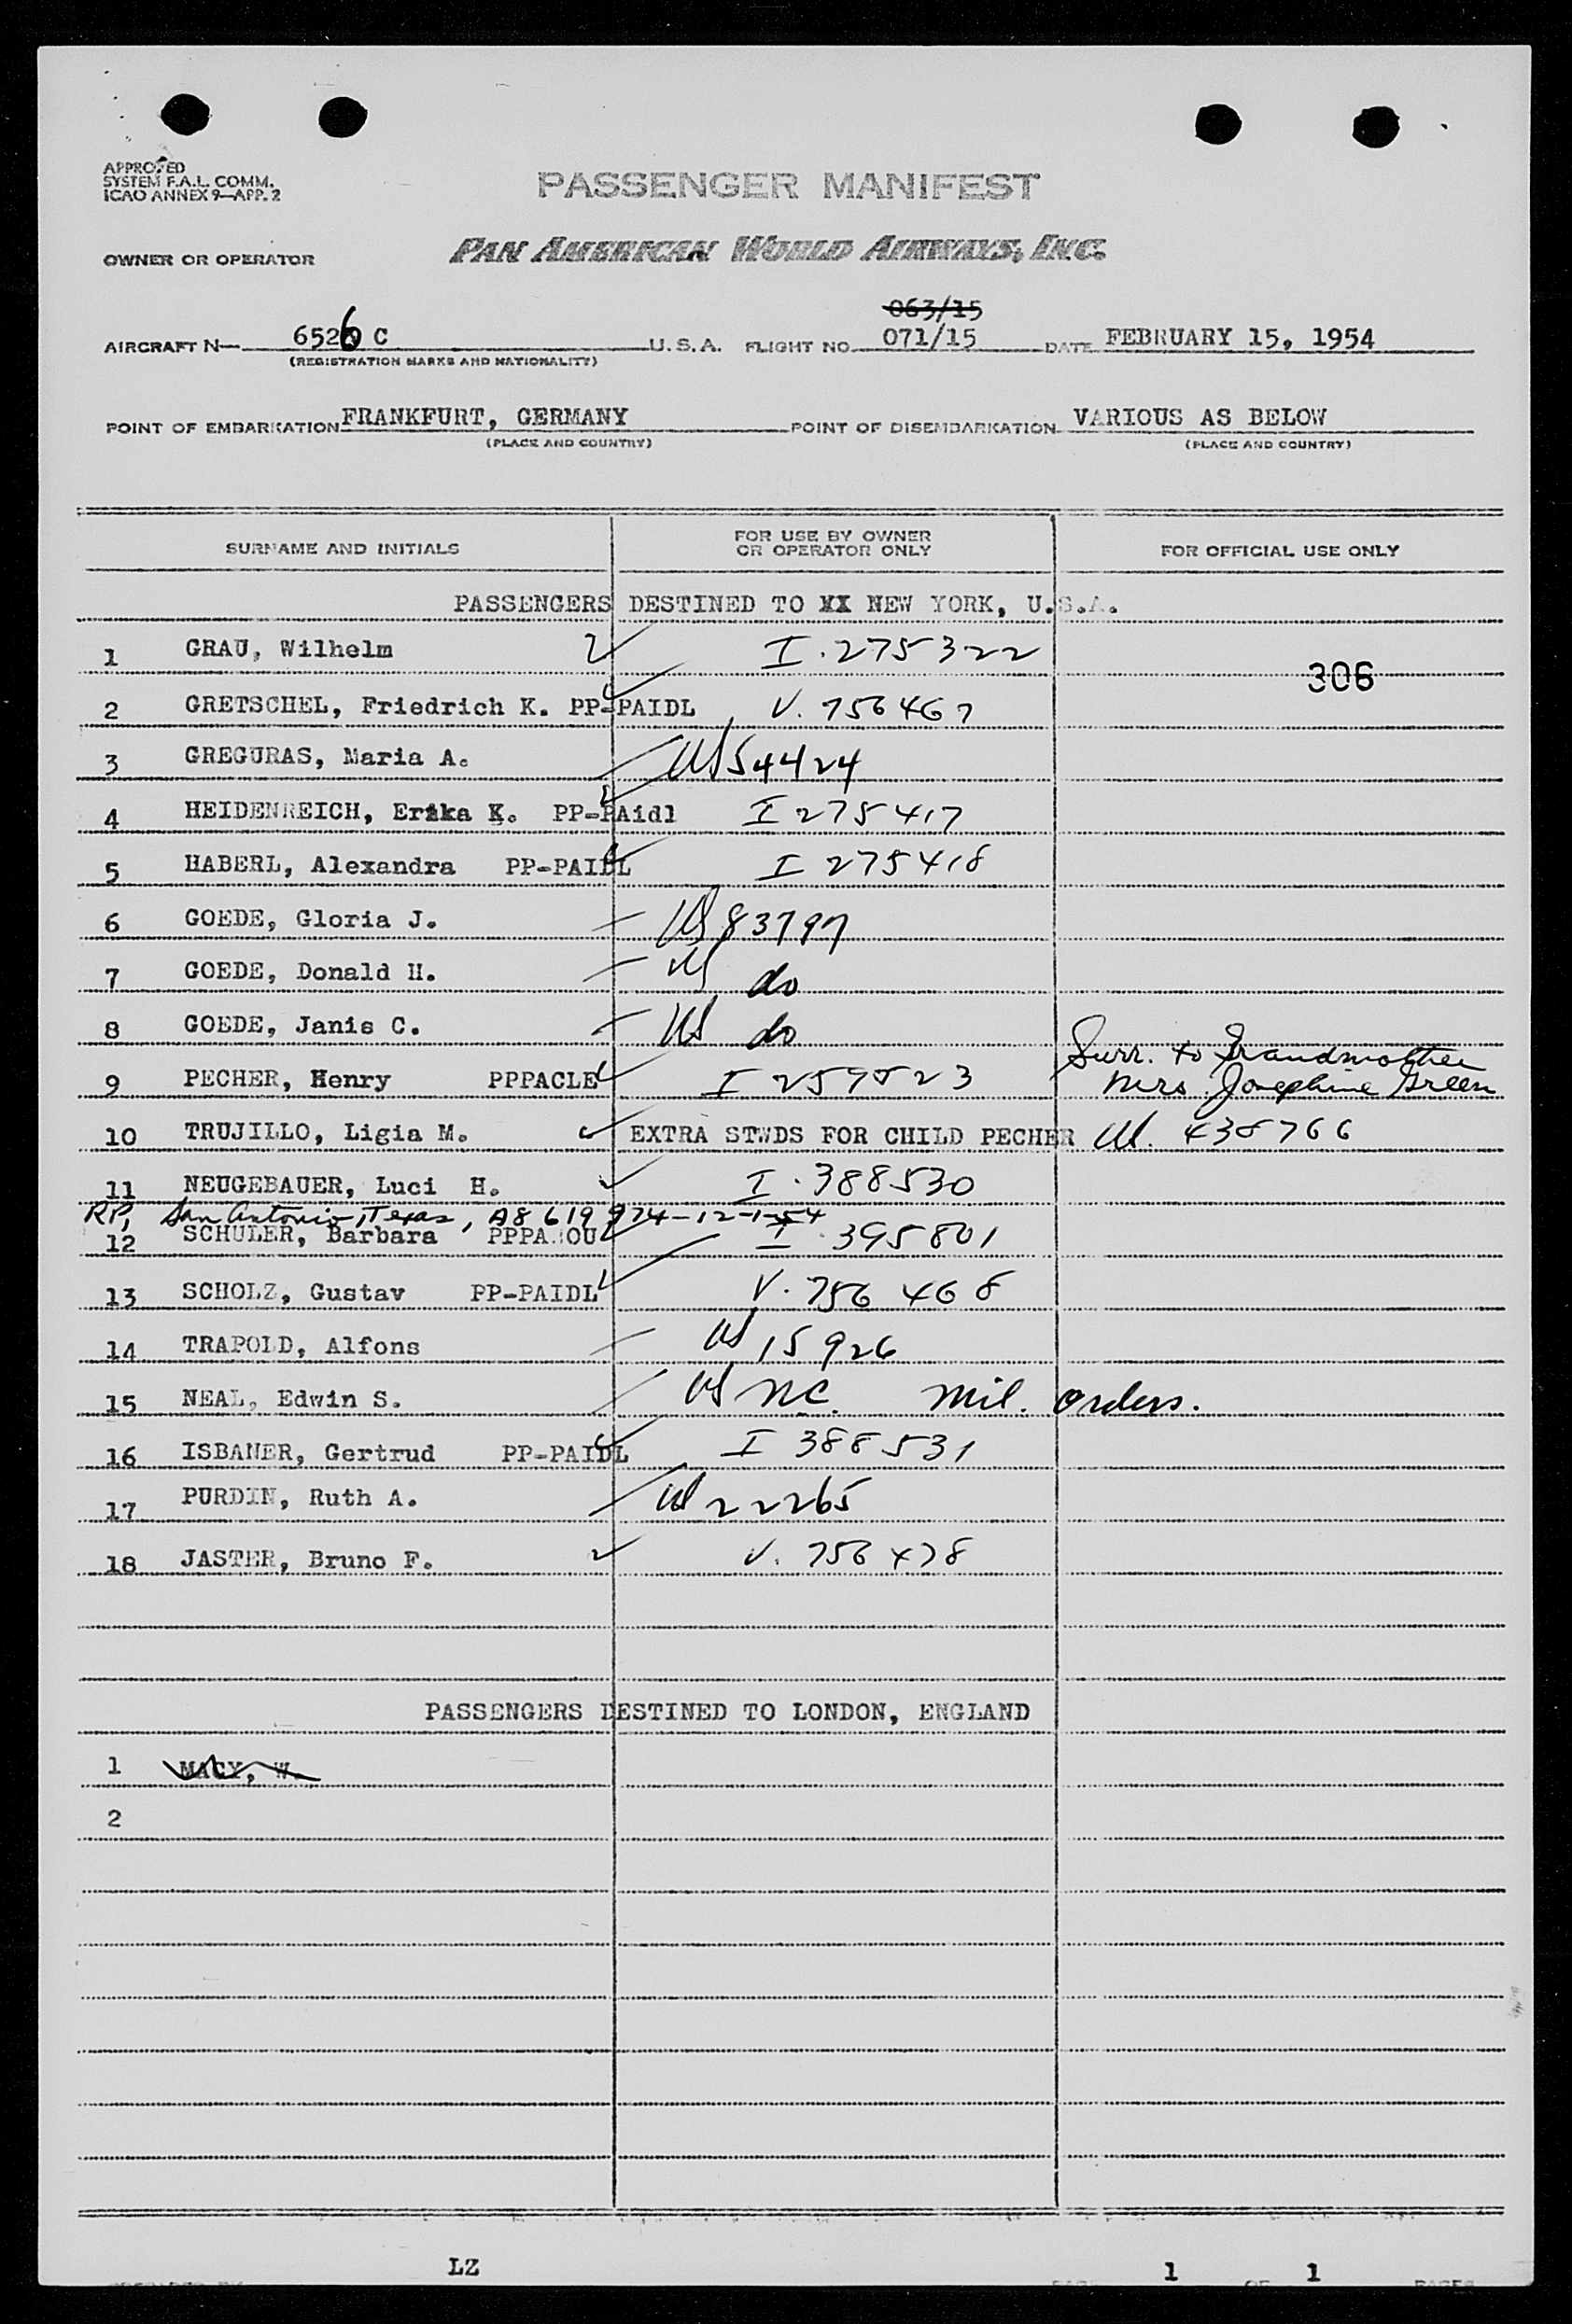 APPROVED
SYSTEM F.A.L. COMM.
ICAO ANNEX 9—APP. 2
PASSENGER MANIFEST
OWNER OR OPERATOR PAN AMERICAN WORLD AIRWAYS, INC.
063/15
AIRCRAFT N— 6526 C U.S.A. FLIGHT NO. 071/15 DATE FEBRUARY 15, 1954
(REGISTRATION MARKS AND NATIONALITY)
POINT OF EMBARKATION FRANKFURT, GERMANY POINT OF DISEMBARKATION VARIOUS AS BELOW
(PLACE AND COUNTRY) (PLACE AND COUNTRY)
SURNAME AND INITIALS FOR USE BY OWNER OR OPERATOR ONLY FOR OFFICIAL USE ONLY
PASSENGERS DESTINED TO XX NEW YORK, U.S.A.
1 GRAU, Wilhelm I. 275322
306
2 GRETSCHEL, Friedrich K. PP-PAIDL V. 756467
3 GREGURAS, Maria A. US 54424
4 HEIDENREICH, Erika K. PP-PAidl I 275417
5 HABERL, Alexandra PP-PAIDL I 275418
6 GOEDE, Gloria J. US 83797
7 GOEDE, Donald H. US do
8 GOEDE, Janis C. US do
Surr. to Grandmother
9 PECHER, Henry PPPACLE I 259523 Mrs. Josephine Green
10 TRUJILLO, Ligia M. EXTRA STWDS FOR CHILD PECHER US. 438766
11 NEUGEBAUER, Luci H. I. 388530
RP, San Antonio, Texas, A8 619 974-12-1-54
12 SCHULER, Barbara I. 395801
13 SCHOLZ, Gustav PP-PAIDL V. 756 468
14 TRAPOLD, Alfons US 15926
15 NEAL, Edwin S. US NC. Mil. Orders.
16 ISBANER, Gertrud PP-PAIDL I 388531
17 PURDIN, Ruth A. US 22265
18 JASTER, Bruno F. V. 756478
PASSENGERS DESTINED TO LONDON, ENGLAND
1 MACY, W.
2
LZ 1 OF 1 PAGES